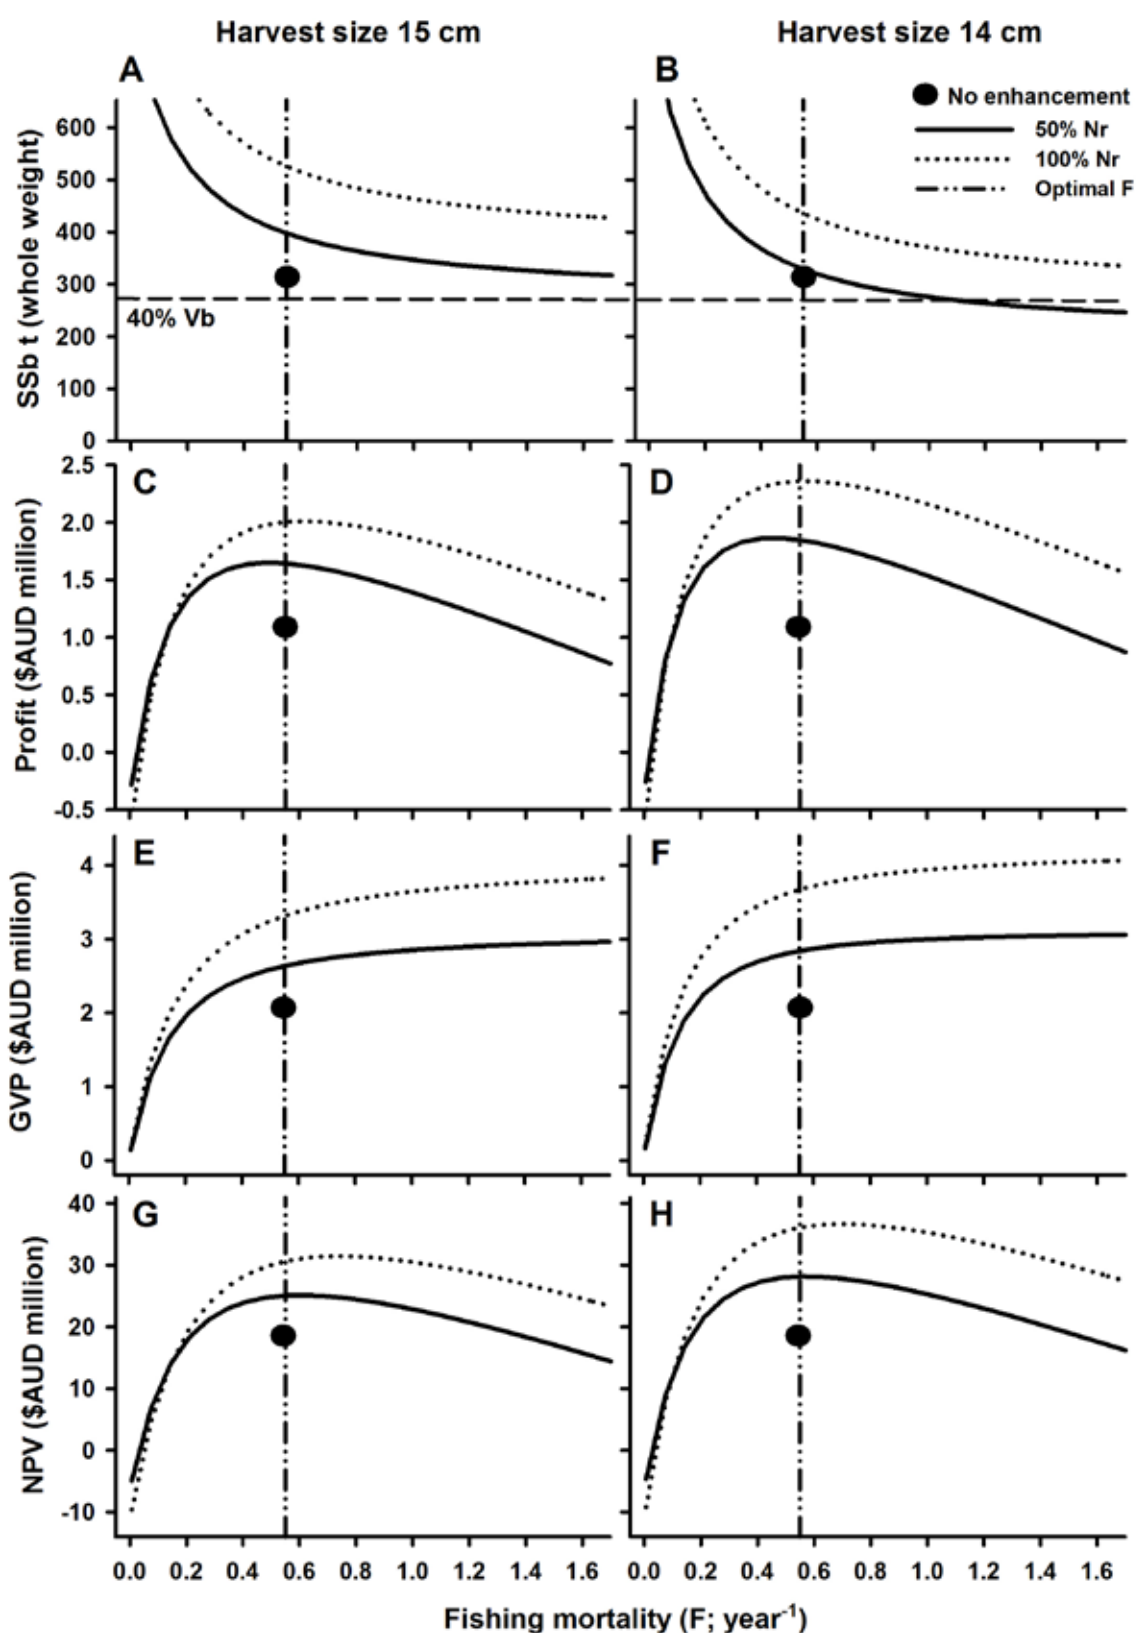 Harvest size 15 cm
Harvest size 14 cm
A
B
No enhancement
50% Nr
100% Nr
Optimal F
SSb t (whole weight)
600
500
400
300
200
100
0
40% Vb
C
D
Profit ($AUD million)
2.5
2.0
1.5
1.0
0.5
0.0
-0.5
E
F
GVP ($AUD million)
4
3
2
1
0
G
H
NPV ($AUD million)
40
30
20
10
0
-10
0.0 0.2 0.4 0.6 0.8 1.0 1.2 1.4 1.6
0.0 0.2 0.4 0.6 0.8 1.0 1.2 1.4 1.6
Fishing mortality (F; year⁻¹)